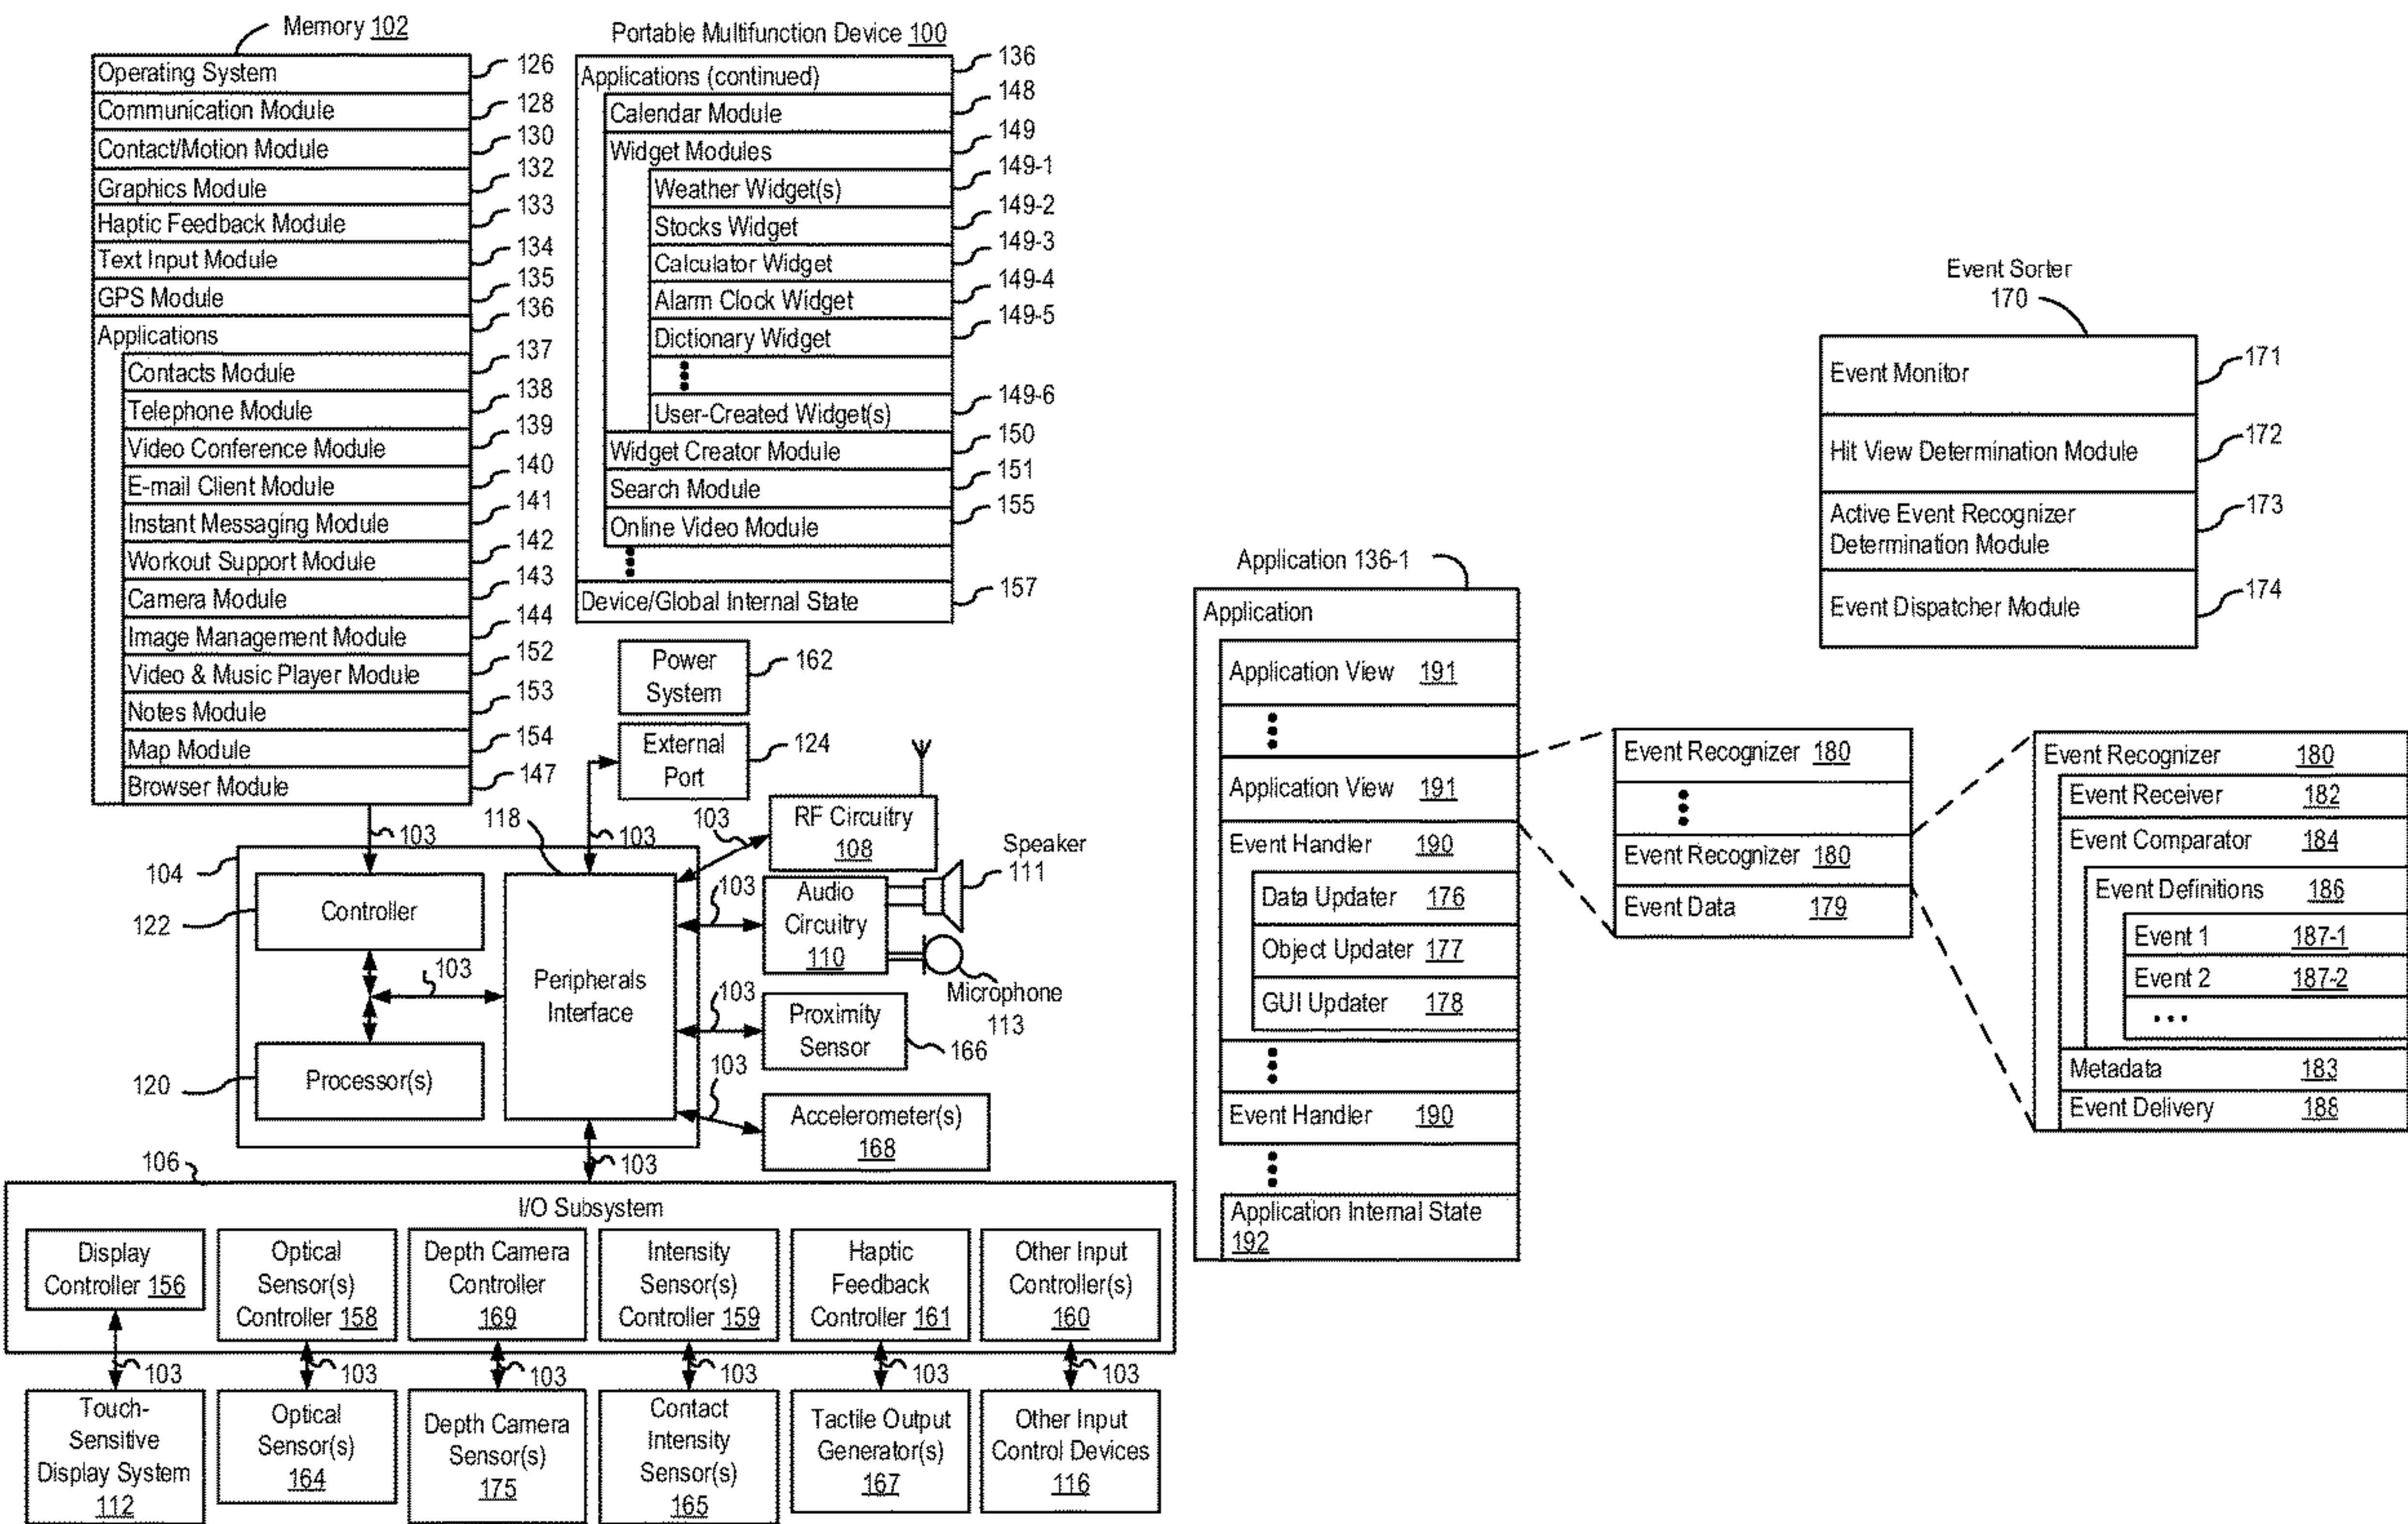 Memory 102
Operating System
126
Communication Module
128
Contact/Motion Module
130
Graphics Module
132
Haptic Feedback Module
133
Text Input Module
134
GPS Module
135
Applications
136
Contacts Module
137
Telephone Module
138
Video Conference Module
139
E-mail Client Module
140
Instant Messaging Module
141
Workout Support Module
142
Camera Module
143
Image Management Module
144
Video & Music Player Module
152
Notes Module
153
Map Module
154
Browser Module
147
Portable Multifunction Device 100
Applications (continued)
136
Calendar Module
148
Widget Modules
149
Weather Widget(s)
149-1
Stocks Widget
149-2
Calculator Widget
149-3
Alarm Clock Widget
149-4
Dictionary Widget
149-5
User-Created Widget(s)
149-6
Widget Creator Module
150
Search Module
151
Online Video Module
155
Device/Global Internal State
157
Power
System
162
External
Port
124
103
118
103
103
RF Circuitry
108
Speaker
111
104
122
Controller
103
Peripherals
Interface
103
Audio
Circuitry
110
Microphone
113
120
Processor(s)
103
Proximity
Sensor
166
103
Accelerometer(s)
168
103
106
I/O Subsystem
Display
Controller 156
Optical
Sensor(s)
Controller 158
Depth Camera
Controller
169
Intensity
Sensor(s)
Controller 159
Haptic
Feedback
Controller 161
Other Input
Controller(s)
160
103
103
103
103
103
103
Touch-
Sensitive
Display System
112
Optical
Sensor(s)
164
Depth Camera
Sensor(s)
175
Contact
Intensity
Sensor(s)
165
Tactile Output
Generator(s)
167
Other Input
Control Devices
116
Application 136-1
Application
Application View 191
Application View 191
Event Handler 190
Data Updater 176
Object Updater 177
GUI Updater 178
Event Handler 190
Application Internal State
192
Event Sorter
170
Event Monitor
171
Hit View Determination Module
172
Active Event Recognizer
Determination Module
173
Event Dispatcher Module
174
Event Recognizer 180
Event Recognizer 180
Event Data 179
Event Recognizer 180
Event Receiver 182
Event Comparator 184
Event Definitions 186
Event 1 187-1
Event 2 187-2
...
Metadata 183
Event Delivery 188